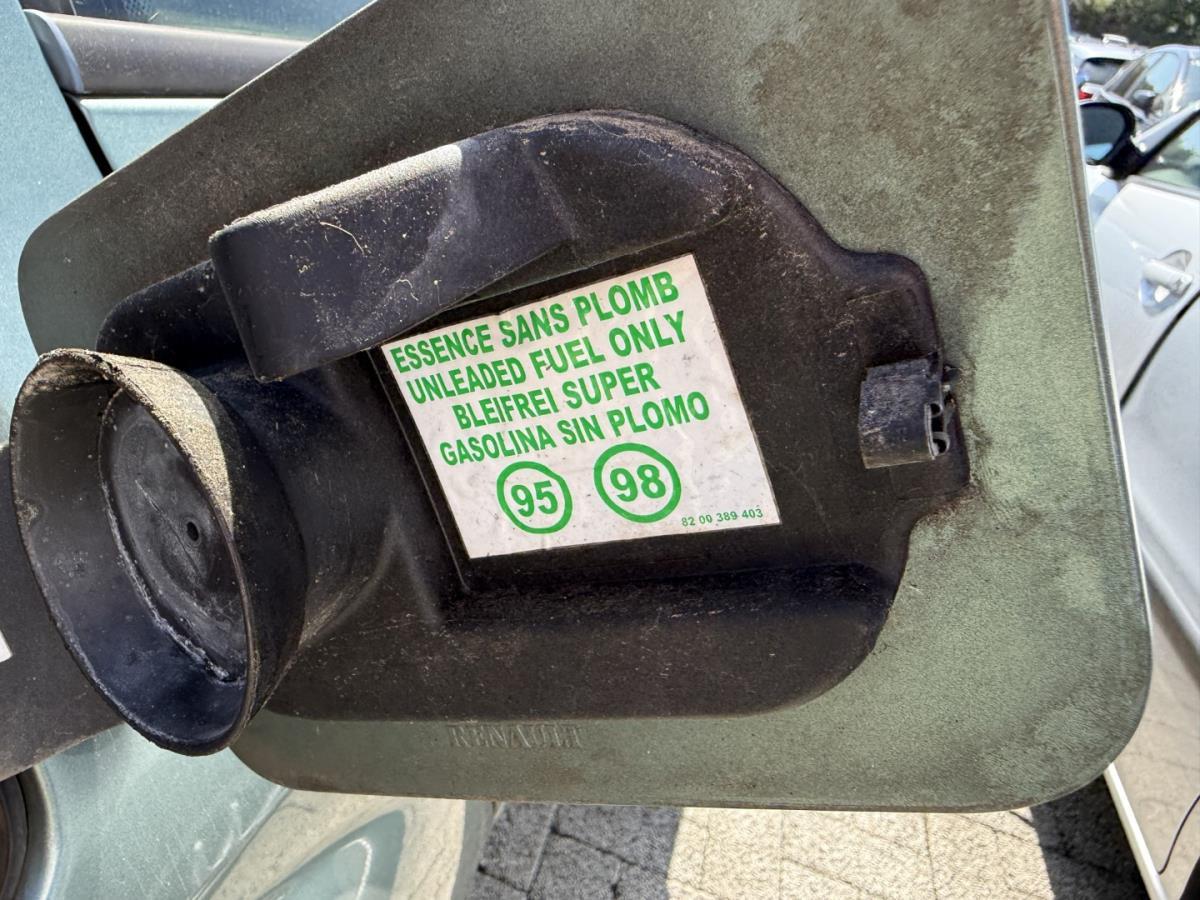 ESSENCE SANS PLOMB
UNLEADED FUEL ONLY
BLEIFREI SUPER
GASOLINA SIN PLOMO
95 98
82 00 389 403
RENAULT